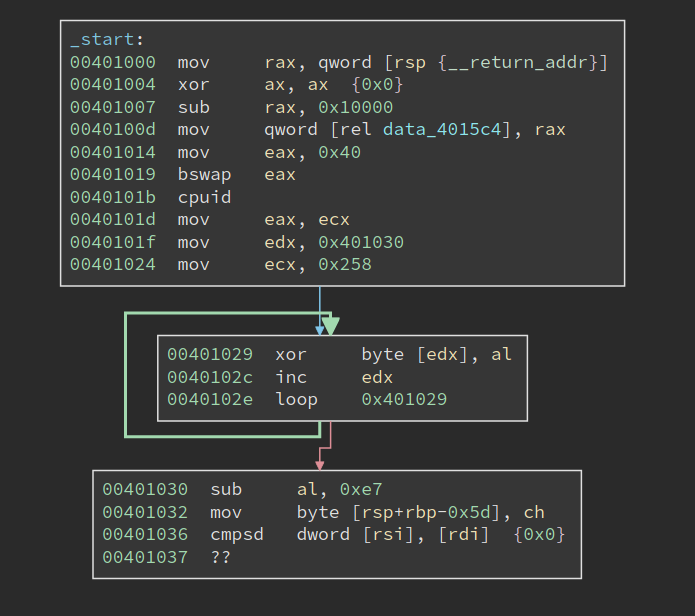 _start:
00401000 mov rax, qword [rsp {__return_addr}]
00401004 xor ax, ax {0x0}
00401007 sub rax, 0x10000
0040100d mov qword [rel data_4015c4], rax
00401014 mov eax, 0x40
00401019 bswap eax
0040101b cpuid
0040101d mov eax, ecx
0040101f mov edx, 0x401030
00401024 mov ecx, 0x258
00401029 xor byte [edx], al
0040102c inc edx
0040102e loop 0x401029
00401030 sub al, 0xe7
00401032 mov byte [rsp+rbp-0x5d], ch
00401036 cmpsd dword [rsi], [rdi] {0x0}
00401037 ??